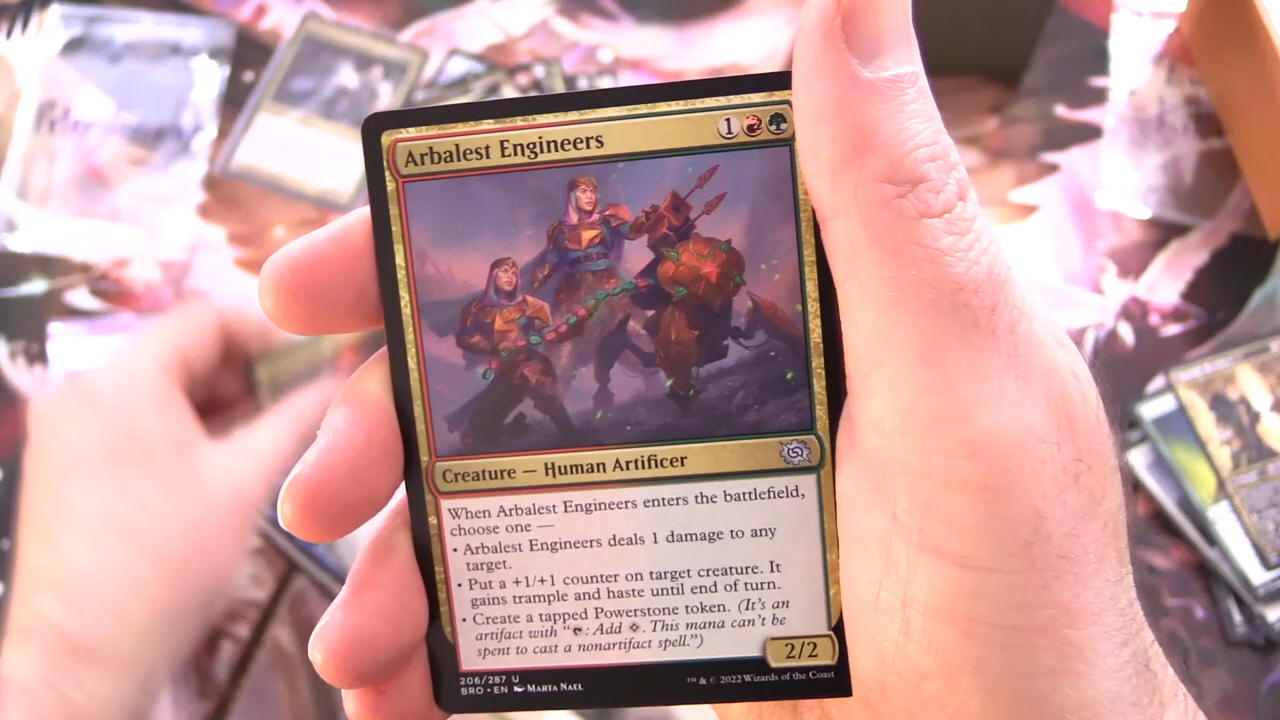 Arbalest Engineers 1
Creature — Human Artificer
When Arbalest Engineers enters the battlefield,
choose one —
• Arbalest Engineers deals 1 damage to any
target.
• Put a +1/+1 counter on target creature. It
gains trample and haste until end of turn.
• Create a tapped Powerstone token. (It's an
artifact with “: Add . This mana can't be
spent to cast a nonartifact spell.”)
2/2
206/287 U
BRO • EN Marta Nael
™ & © 2022 Wizards of the Coast